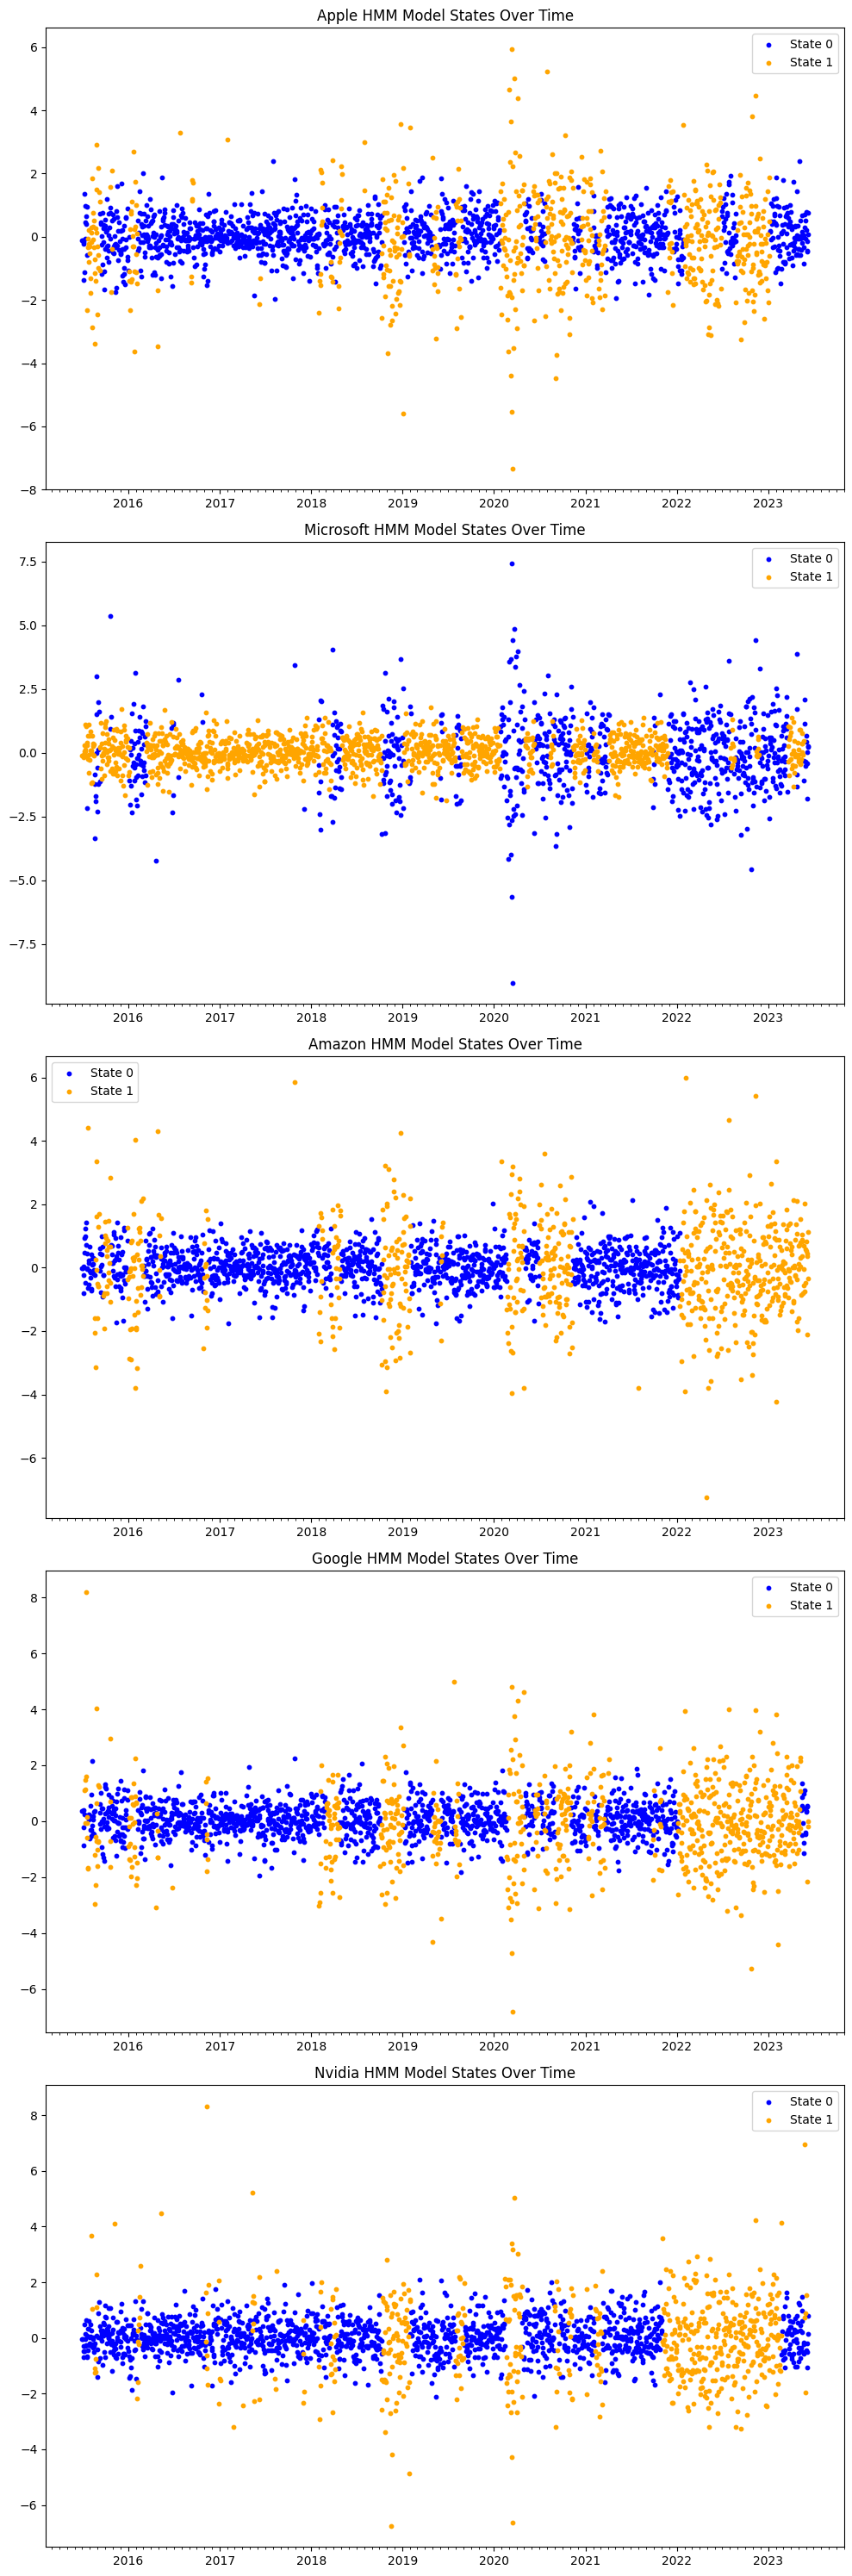 Apple HMM Model States Over Time
State 0
State 1
6
4
2
0
−2
−4
−6
−8
2016 2017 2018 2019 2020 2021 2022 2023
Microsoft HMM Model States Over Time
State 0
State 1
7.5
5.0
2.5
0.0
−2.5
−5.0
−7.5
2016 2017 2018 2019 2020 2021 2022 2023
Amazon HMM Model States Over Time
State 0
State 1
6
4
2
0
−2
−4
−6
2016 2017 2018 2019 2020 2021 2022 2023
Google HMM Model States Over Time
State 0
State 1
8
6
4
2
0
−2
−4
−6
2016 2017 2018 2019 2020 2021 2022 2023
Nvidia HMM Model States Over Time
State 0
State 1
8
6
4
2
0
−2
−4
−6
2016 2017 2018 2019 2020 2021 2022 2023